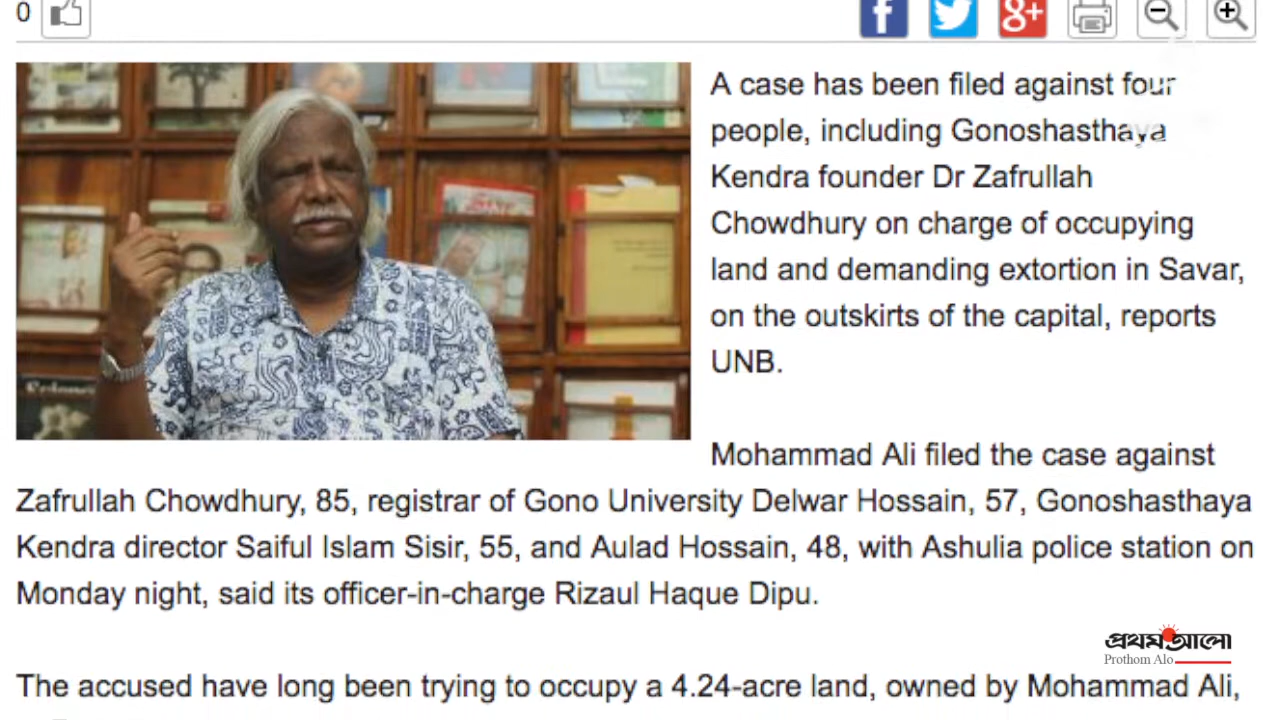 0
f
8+
A case has been filed against four
people, including Gonoshasthaya
Kendra founder Dr Zafrullah
Chowdhury on charge of occupying
land and demanding extortion in Savar,
on the outskirts of the capital, reports
UNB.
Mohammad Ali filed the case against
Zafrullah Chowdhury, 85, registrar of Gono University Delwar Hossain, 57, Gonoshasthaya
Kendra director Saiful Islam Sisir, 55, and Aulad Hossain, 48, with Ashulia police station on
Monday night, said its officer-in-charge Rizaul Haque Dipu.
প্রথম আলো
Prothom Alo
The accused have long been trying to occupy a 4.24-acre land, owned by Mohammad Ali,